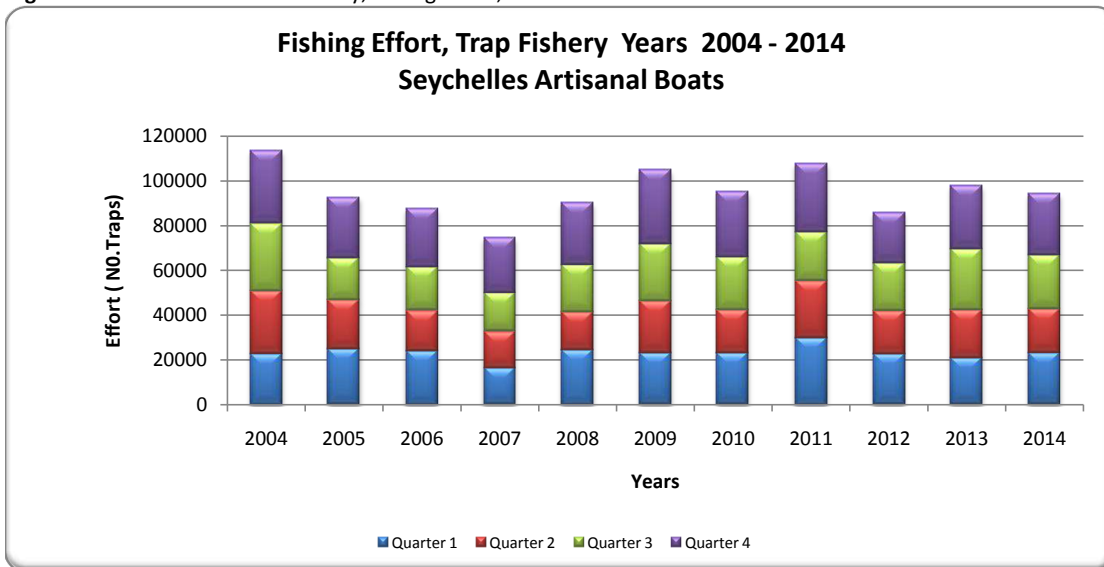 Fishing Effort, Trap Fishery Years 2004 - 2014
Seychelles Artisanal Boats
Effort ( N0.Traps)
120000
100000
80000
60000
40000
20000
0
2004 2005 2006 2007 2008 2009 2010 2011 2012 2013 2014
Years
Quarter 1 Quarter 2 Quarter 3 Quarter 4